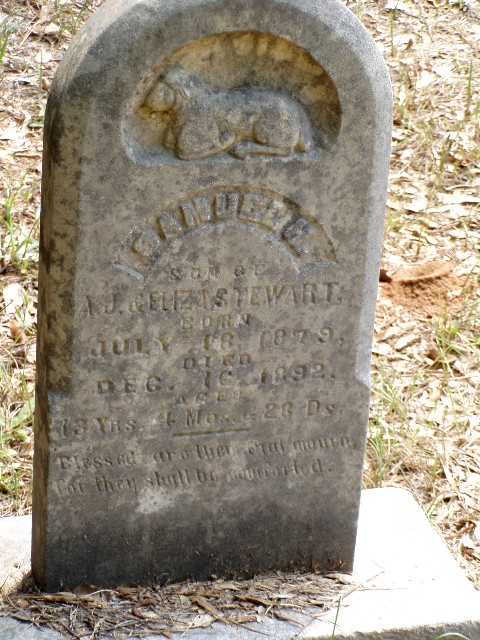 SAMUEL H.
SON OF
A.J. & ELIZA STEWART.
BORN
JULY 18, 1879.
DIED
DEC. 16, 1892.
AGED
13 Yrs. 4 Mos. & 28 Ds.
Blessed are they that mourn,
for they shall be comforted.